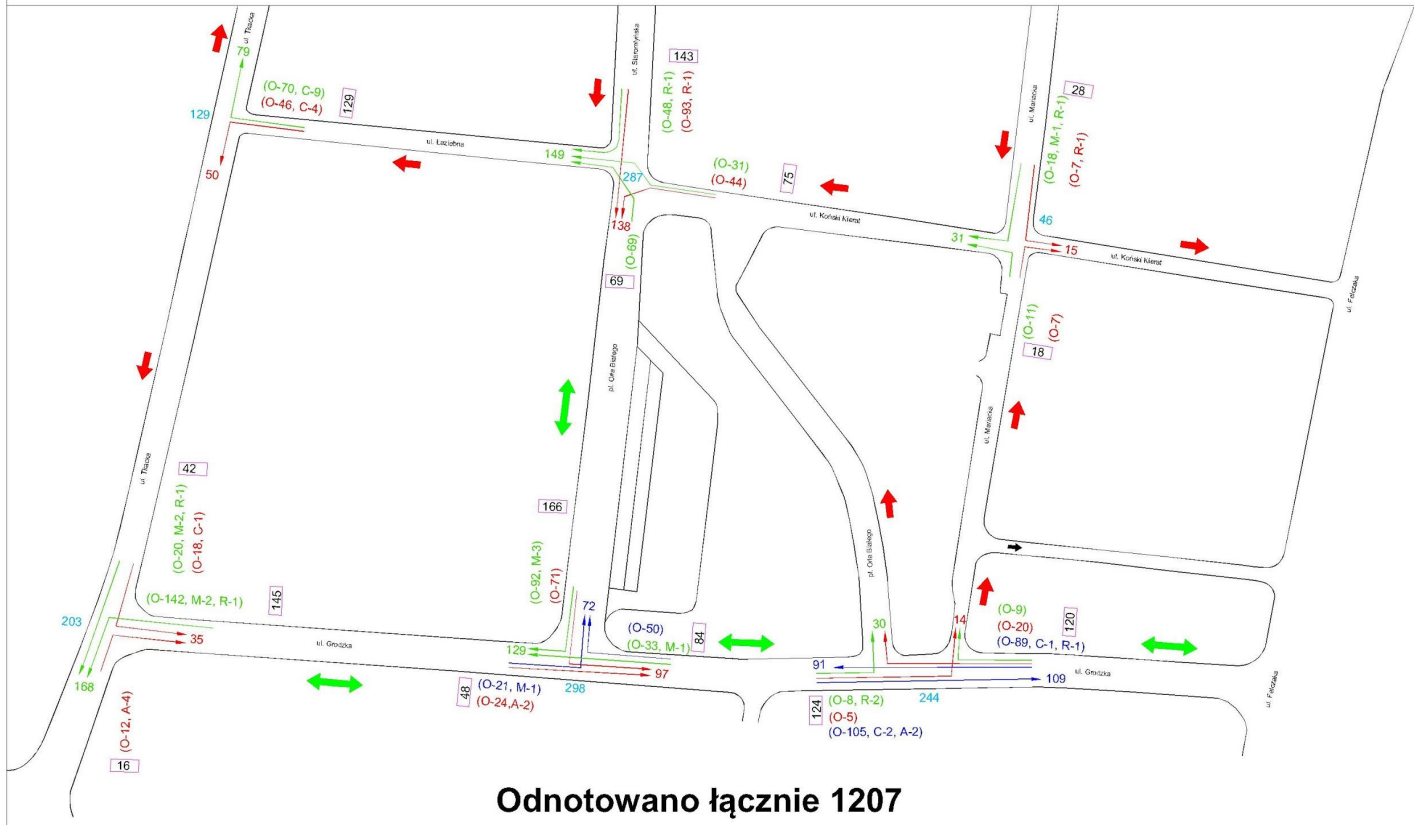 ul. Tkacka
79
(O-70, C-9)
(O-46, C-4)
129
129
50
ul. Łaziebna
ul. Staromłyńska
143
(O-48, R-1)
(O-93, R-1)
149
287
138
(O-31)
(O-44)
75
(O-69)
69
ul. Koński Kierat
ul. Mariacka
28
(O-18, M-1, R-1)
(O-7, R-1)
46
31
15
ul. Koński Kierat
ul. Felczaka
(O-11)
(O-7)
18
pl. Orła Białego
ul. Mariacka
ul. Tkacka
42
(O-20, M-2, R-1)
(O-18, C-1)
(O-142, M-2, R-1)
145
203
35
168
(O-12, A-4)
16
ul. Grodzka
166
(O-92, M-3)
(O-71)
72
(O-50)
(O-33, M-1)
84
129
97
298
48
(O-21, M-1)
(O-24,A-2)
pl. Orła Białego
30
14
(O-9)
(O-20)
(O-89, C-1, R-1)
120
91
109
ul. Grodzka
244
124
(O-8, R-2)
(O-5)
(O-105, C-2, A-2)
ul. Felczaka
Odnotowano łącznie 1207